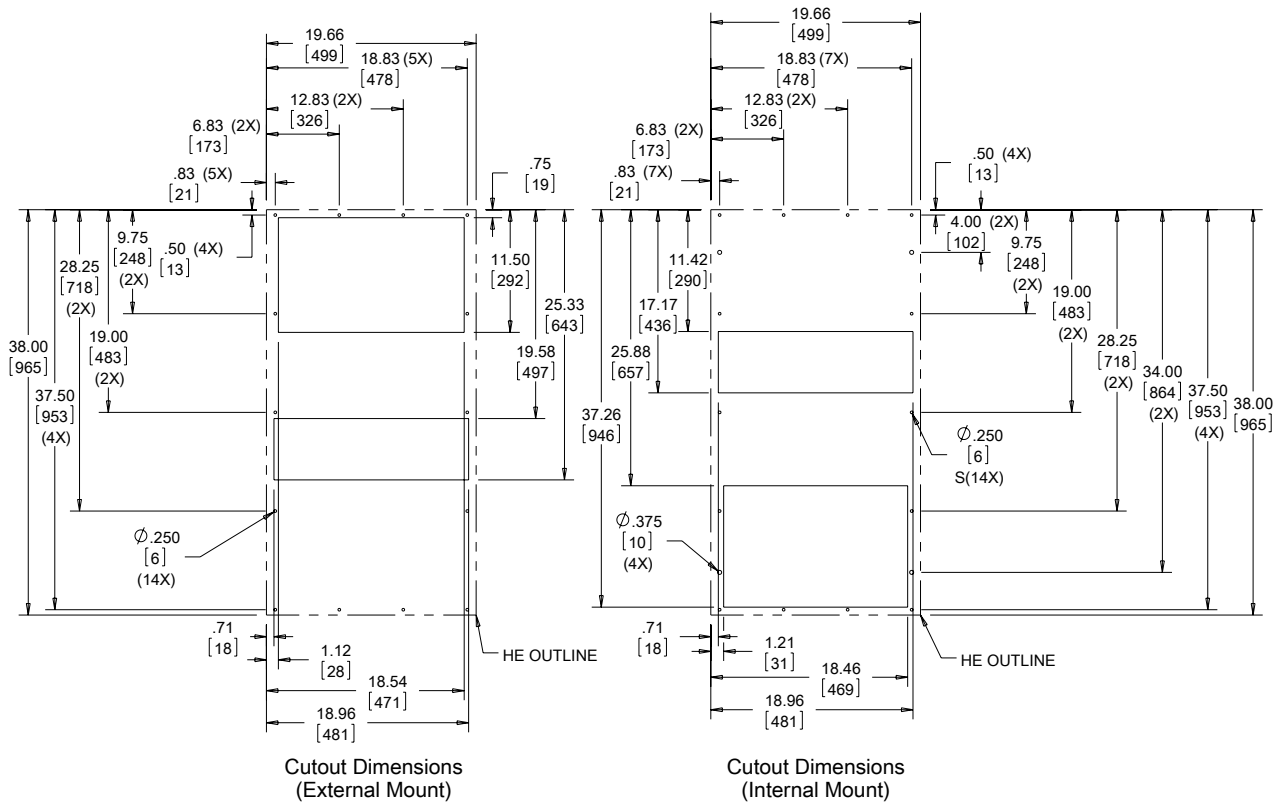 19.66
[499]
18.83 (5X)
[478]
12.83 (2X)
[326]
6.83 (2X)
[173]
.83 (5X)
[21]
.75
[19]
9.75
[248]
(2X)
.50 (4X)
[13]
28.25
[718]
(2X)
19.00
[483]
(2X)
38.00
[965]
37.50
[953]
(4X)
11.50
[292]
25.33
[643]
19.58
[497]
Ø.250
[6]
(14X)
.71
[18]
1.12
[28]
18.54
[471]
18.96
[481]
HE OUTLINE
Cutout Dimensions
(External Mount)
19.66
[499]
18.83 (7X)
[478]
12.83 (2X)
[326]
6.83 (2X)
[173]
.83 (7X)
[21]
.50 (4X)
[13]
4.00 (2X)
[102]
9.75
[248]
(2X)
11.42
[290]
17.17
[436]
25.88
[657]
37.26
[946]
19.00
[483]
(2X)
28.25
[718]
(2X)
34.00
[864]
(2X)
37.50
[953]
(4X)
38.00
[965]
Ø.250
[6]
S(14X)
Ø.375
[10]
(4X)
.71
[18]
1.21
[31]
18.46
[469]
18.96
[481]
HE OUTLINE
Cutout Dimensions
(Internal Mount)